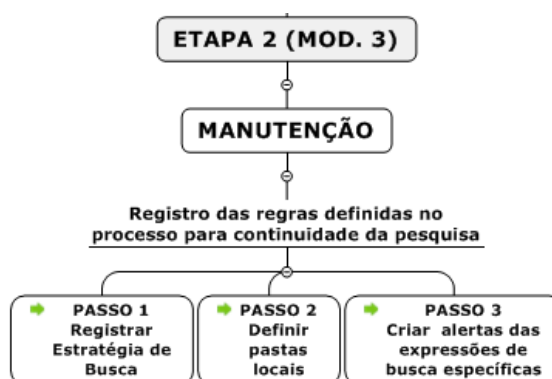 ETAPA 2 (MOD. 3)
MANUTENÇÃO
Registro das regras definidas no
processo para continuidade da pesquisa
PASSO 1
Registrar
Estratégia de
Busca
PASSO 2
Definir
pastas
locais
PASSO 3
Criar alertas das
expressões de
busca específicas